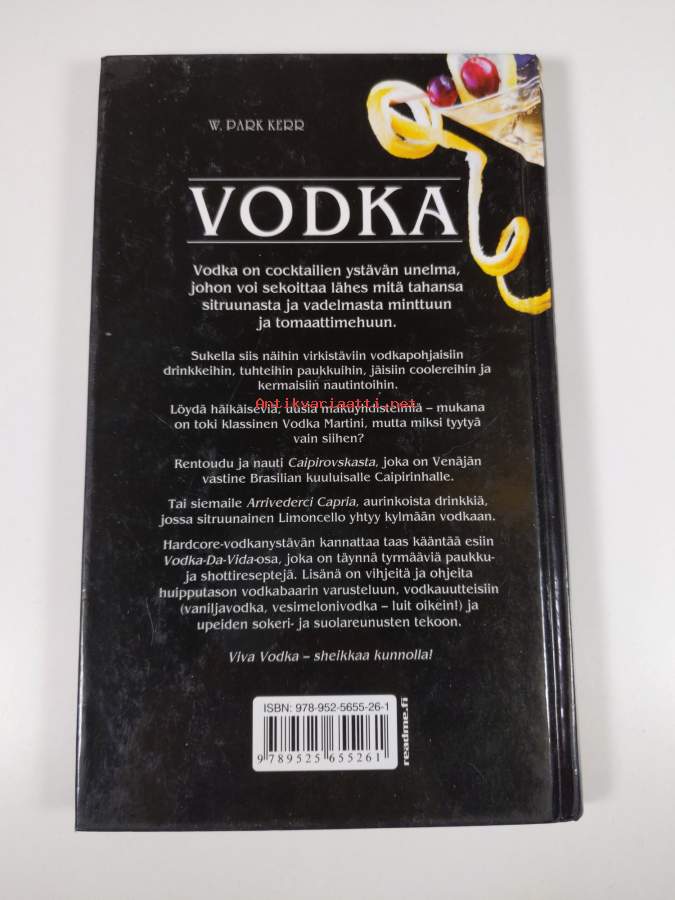 W. PARK KERR
VODKA
Vodka on cocktailien ystävän unelma,
johon voi sekoittaa lähes mitä tahansa
sitruunasta ja vadelmasta minttuun
ja tomaattimehuun.
Sukella siis näihin virkistäviin vodkapohjaisiin
drinkkeihin, tuhteihin paukkuihin, jäisiin coolereihin ja
kermaisiin nautintoihin.
Antikvariaatti.net
Löydä häikäiseviä, uusia makuyhdistelmiä – mukana
on toki klassinen Vodka Martini, mutta miksi tyytyä
vain siihen?
Rentoudu ja nauti Caipirovskasta, joka on Venäjän
vastine Brasilian kuuluisalle Caipirinhalle.
Tai siemaile Arrivederci Capria, aurinkoista drinkkiä,
jossa sitruunainen Limoncello yhtyy kylmään vodkaan.
Hardcore-vodkanystävän kannattaa taas kääntää esiin
Vodka-Da-Vida-osa, joka on täynnä tyrmääviä paukku-
ja shottireseptejä. Lisänä on vihjeitä ja ohjeita
huipputason vodkabaarin varusteluun, vodkauutteisiin
(vaniljavodka, vesimelonivodka – luit oikein!) ja
upeiden sokeri- ja suolareunusten tekoon.
Viva Vodka – sheikkaa kunnolla!
ISBN: 978-952-5655-26-1
9 789525 655261
readme.fi